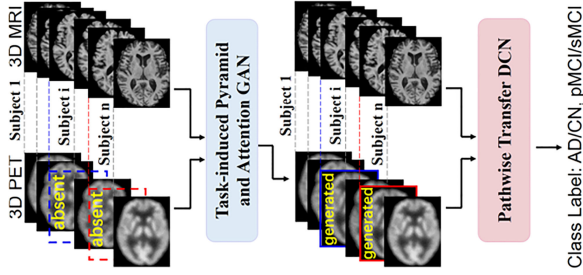 3D MRI
Subject 1
Subject i
Subject n
3D PET
absent
absent
Task-induced Pyramid
and Attention GAN
Subject 1
Subject i
Subject n
generated
generated
Pathwise Transfer DCN
Class Label: AD/CN, pMCI/sMCI